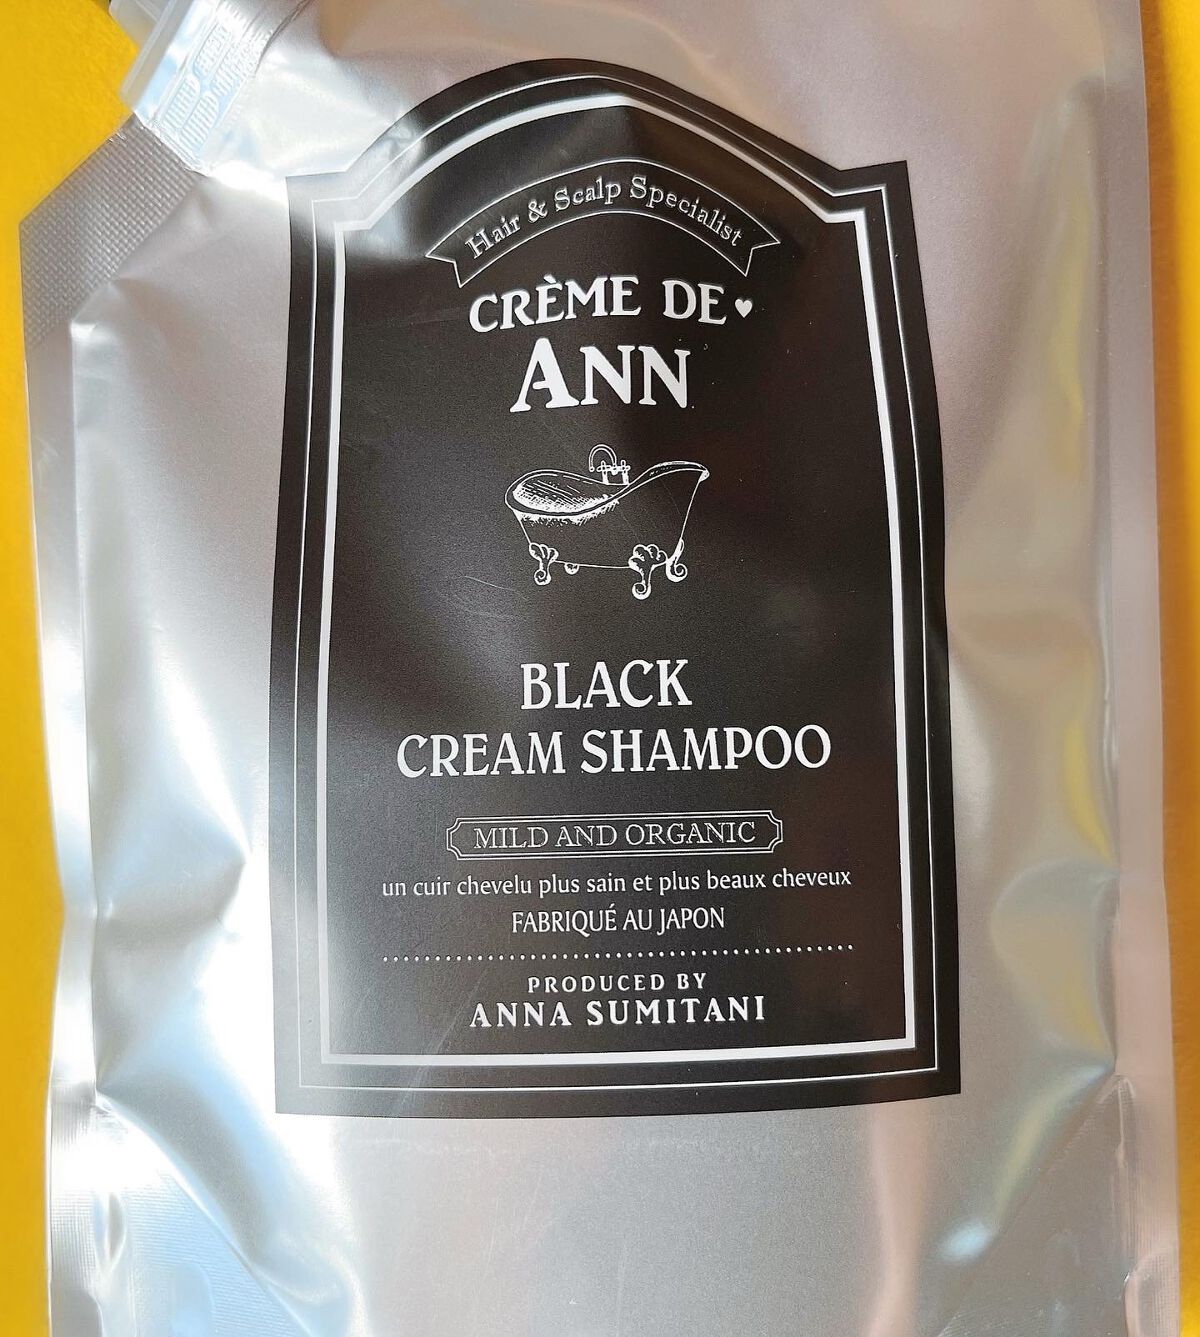 Hair & Scalp Specialist
CRÈME DE♥
ANN
BLACK
CREAM SHAMPOO
MILD AND ORGANIC
un cuir chevelu plus sain et plus beaux cheveux
FABRIQUÉ AU JAPON
PRODUCED BY
ANNA SUMITANI